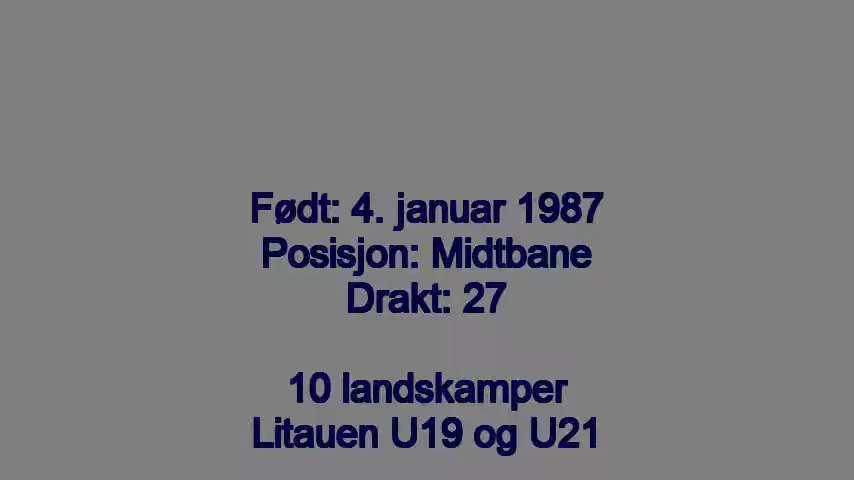 Født: 4. januar 1987
Posisjon: Midtbane
Drakt: 27
10 landskamper
Litauen U19 og U21